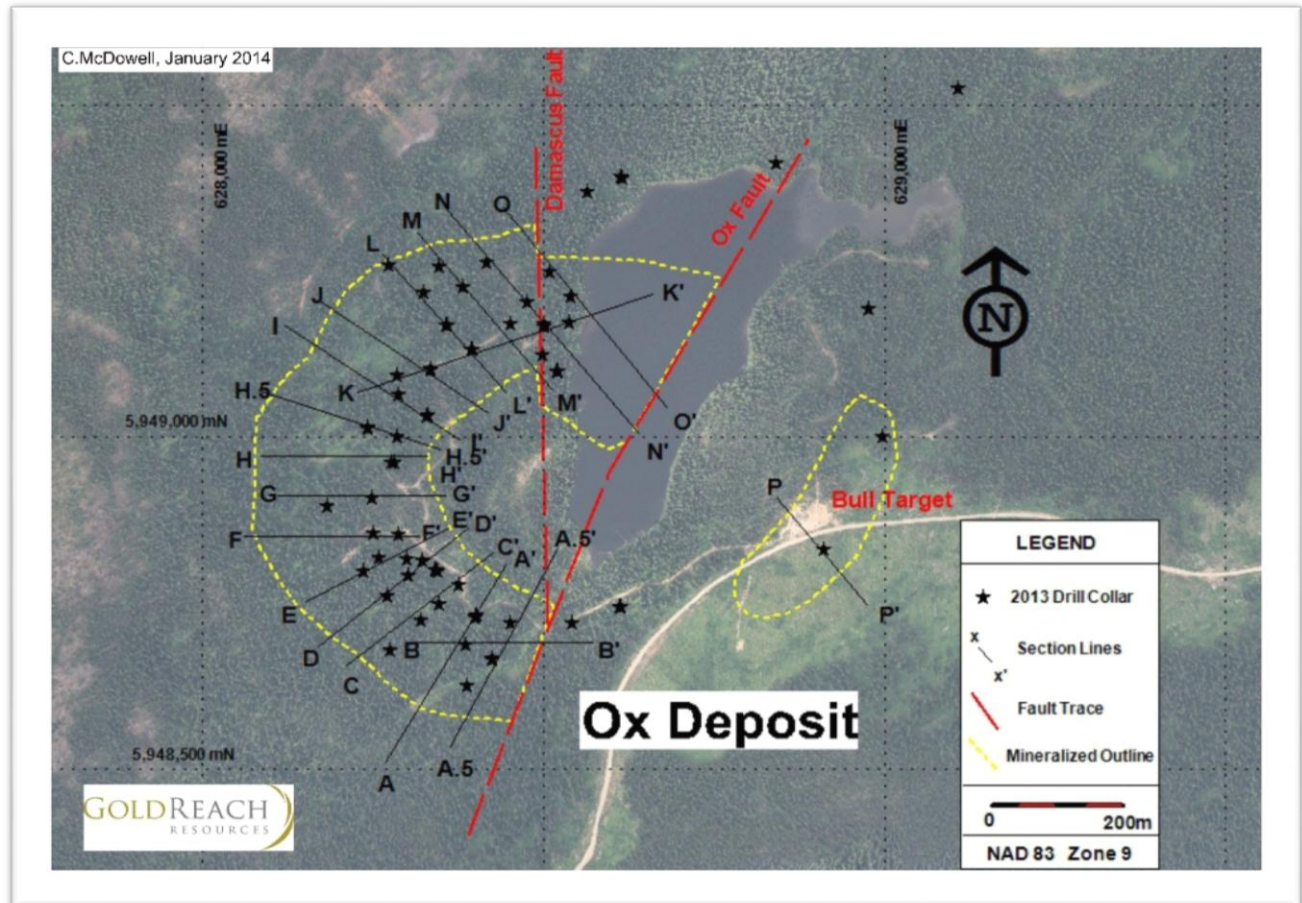 C.McDowell, January 2014
Damascus Fault
628,000 mE
629,000 mE
Ox Fault
N
O
M
L
J
K'
N
I
H.5
K
L'
M'
5,949,000 mN
J'
O'
I'
N'
H
H.5'
H'
P
G
G'
Bull Target
E'
D'
F
F'
A.5'
C'
A'
LEGEND
2013 Drill Collar
E
P'
x
Section Lines
x'
D
B
B'
C
Fault Trace
Ox Deposit
Mineralized Outline
5,948,500 mN
A.5
A
GOLDREACH
RESOURCES
0 200m
NAD 83 Zone 9